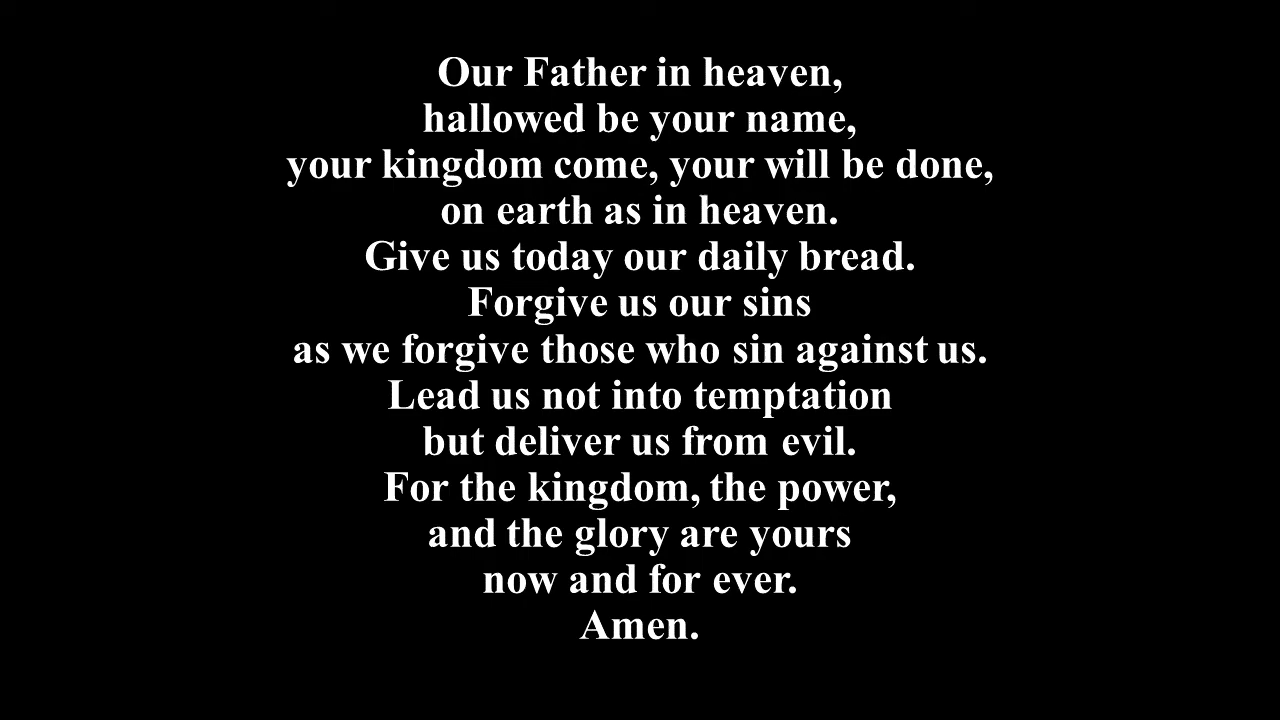 Our Father in heaven,
hallowed be your name,
your kingdom come, your will be done,
on earth as in heaven.
Give us today our daily bread.
Forgive us our sins
as we forgive those who sin against us.
Lead us not into temptation
but deliver us from evil.
For the kingdom, the power,
and the glory are yours
now and for ever.
Amen.